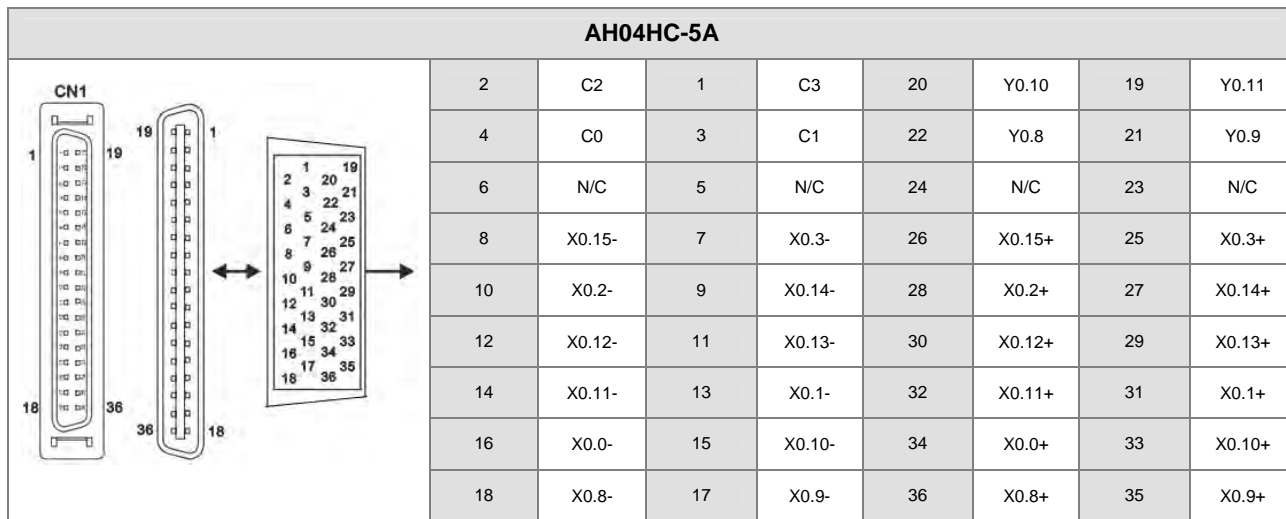 AH04HC-5A
CN1
1 19
18 36
19 1
36 18
1 19
2 20
3 21
4 22
5 23
6 24
7 25
8 26
9 27
10 28
11 29
12 30
13 31
14 32
15 33
16 34
17 35
18 36
2 C2 1 C3 20 Y0.10 19 Y0.11
4 C0 3 C1 22 Y0.8 21 Y0.9
6 N/C 5 N/C 24 N/C 23 N/C
8 X0.15- 7 X0.3- 26 X0.15+ 25 X0.3+
10 X0.2- 9 X0.14- 28 X0.2+ 27 X0.14+
12 X0.12- 11 X0.13- 30 X0.12+ 29 X0.13+
14 X0.11- 13 X0.1- 32 X0.11+ 31 X0.1+
16 X0.0- 15 X0.10- 34 X0.0+ 33 X0.10+
18 X0.8- 17 X0.9- 36 X0.8+ 35 X0.9+